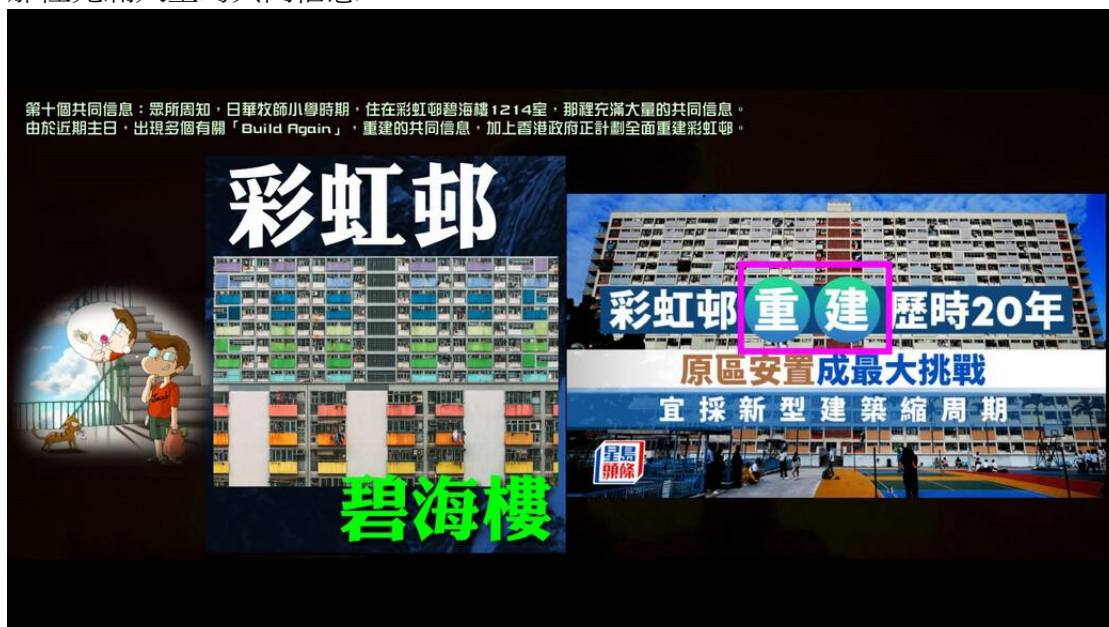 第十個共同信息：眾所周知，日華牧師小學時期，住在彩虹邨碧海樓1214室，那裡充滿大量的共同信息。
由於近期主日，出現多個有關「Build Again」，重建的共同信息，加上香港政府正計劃全面重建彩虹邨。
彩虹邨
碧海樓
彩虹邨重建歷時20年
原區安置成最大挑戰
宜採新型建築縮周期
星島
頭條